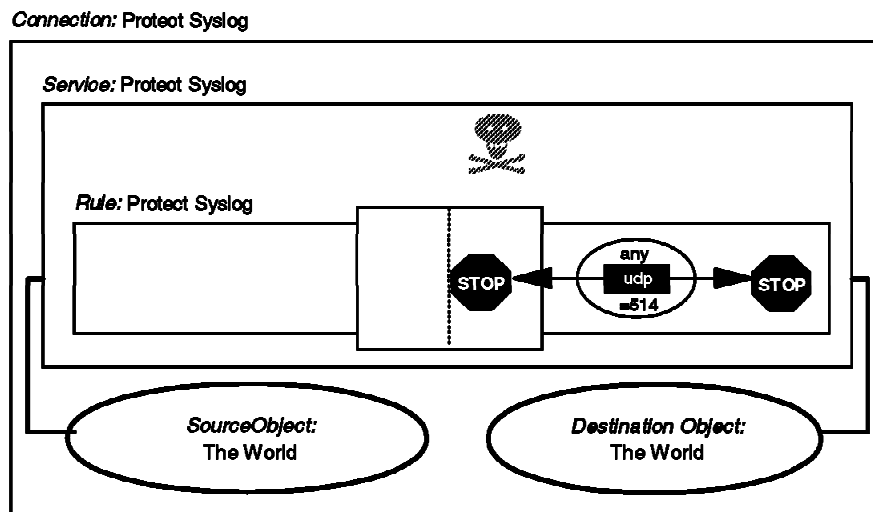 Connection: Protect Syslog
Service: Protect Syslog
Rule: Protect Syslog
any
STOP
udp
STOP
=514
SourceObject:
The World
Destination Object:
The World